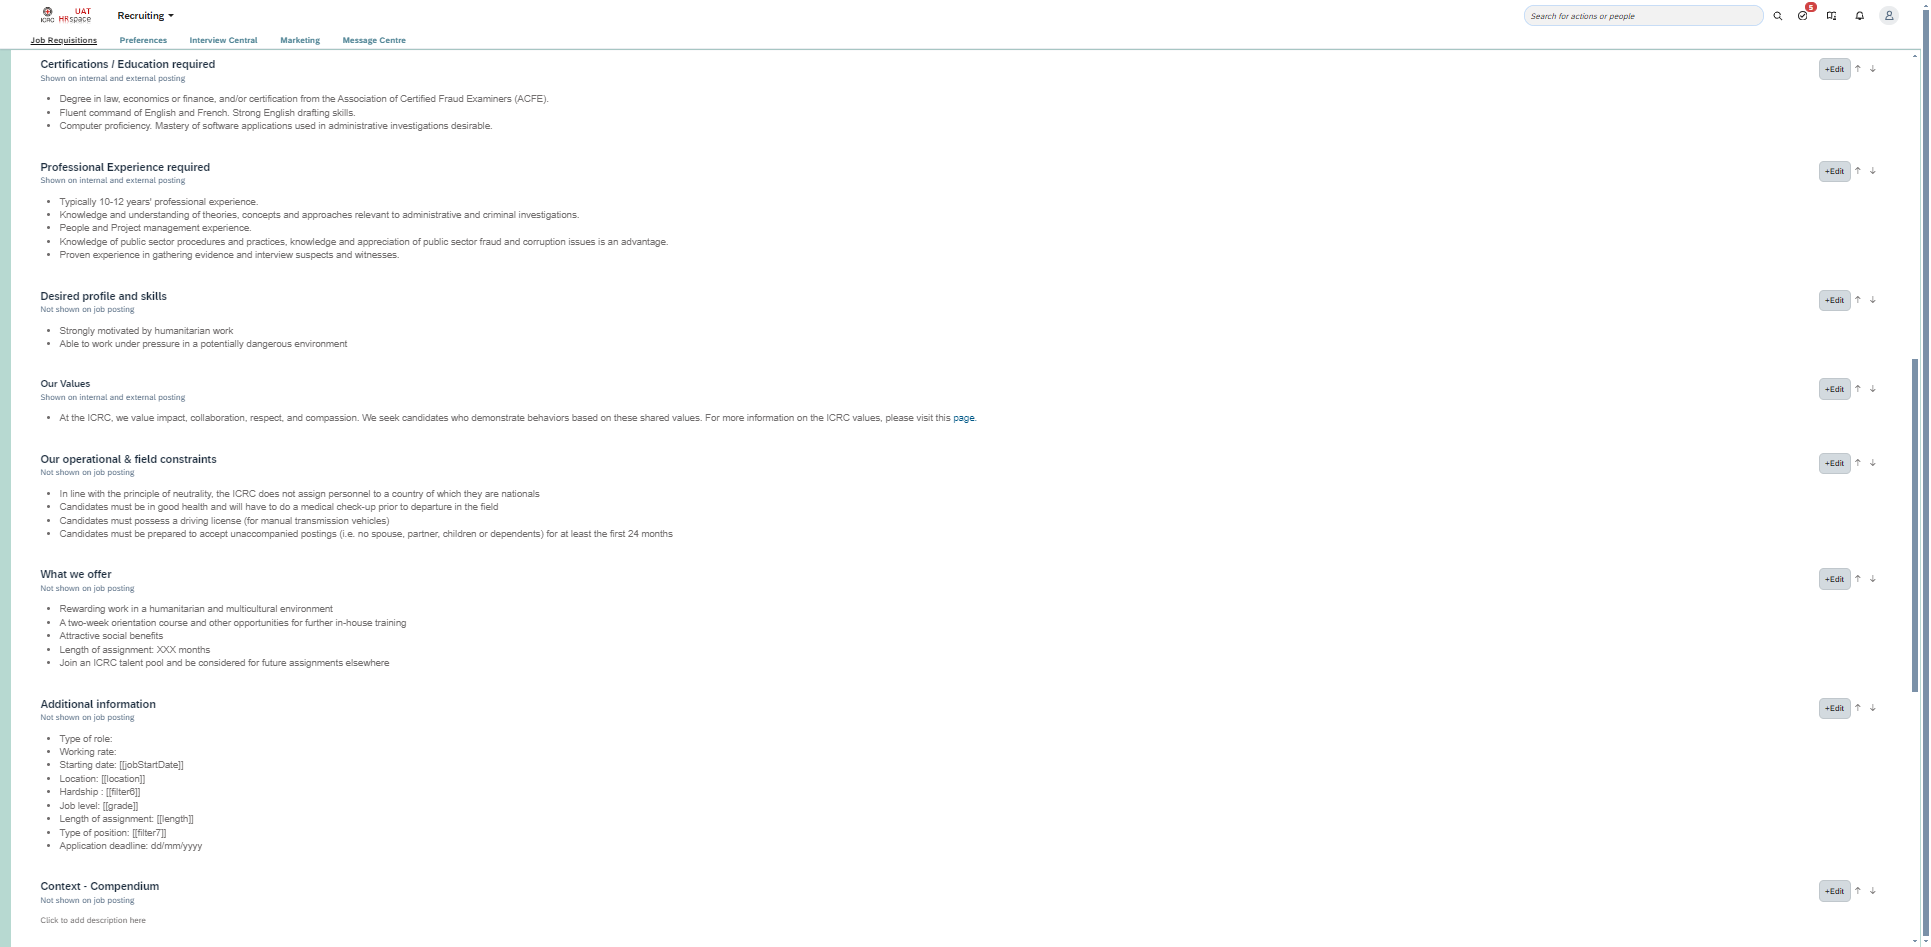 ICRC UAT HRspace
Recruiting
Search for actions or people
5
Job Requisitions Preferences Interview Central Marketing Message Centre
Certifications / Education required
+Edit
Shown on internal and external posting
Degree in law, economics or finance, and/or certification from the Association of Certified Fraud Examiners (ACFE).
Fluent command of English and French. Strong English drafting skills.
Computer proficiency. Mastery of software applications used in administrative investigations desirable.
Professional Experience required
+Edit
Shown on internal and external posting
Typically 10-12 years' professional experience.
Knowledge and understanding of theories, concepts and approaches relevant to administrative and criminal investigations.
People and Project management experience.
Knowledge of public sector procedures and practices, knowledge and appreciation of public sector fraud and corruption issues is an advantage.
Proven experience in gathering evidence and interview suspects and witnesses.
Desired profile and skills
+Edit
Not shown on job posting
Strongly motivated by humanitarian work
Able to work under pressure in a potentially dangerous environment
Our Values
+Edit
Shown on internal and external posting
At the ICRC, we value impact, collaboration, respect, and compassion. We seek candidates who demonstrate behaviors based on these shared values. For more information on the ICRC values, please visit this page.
Our operational & field constraints
+Edit
Not shown on job posting
In line with the principle of neutrality, the ICRC does not assign personnel to a country of which they are nationals
Candidates must be in good health and will have to do a medical check-up prior to departure in the field
Candidates must possess a driving license (for manual transmission vehicles)
Candidates must be prepared to accept unaccompanied postings (i.e. no spouse, partner, children or dependents) for at least the first 24 months
What we offer
+Edit
Not shown on job posting
Rewarding work in a humanitarian and multicultural environment
A two-week orientation course and other opportunities for further in-house training
Attractive social benefits
Length of assignment: XXX months
Join an ICRC talent pool and be considered for future assignments elsewhere
Additional information
+Edit
Not shown on job posting
Type of role:
Working rate:
Starting date: [[jobStartDate]]
Location: [[location]]
Hardship : [[filter6]]
Job level: [[grade]]
Length of assignment: [[length]]
Type of position: [[filter7]]
Application deadline: dd/mm/yyyy
Context - Compendium
+Edit
Not shown on job posting
Click to add description here